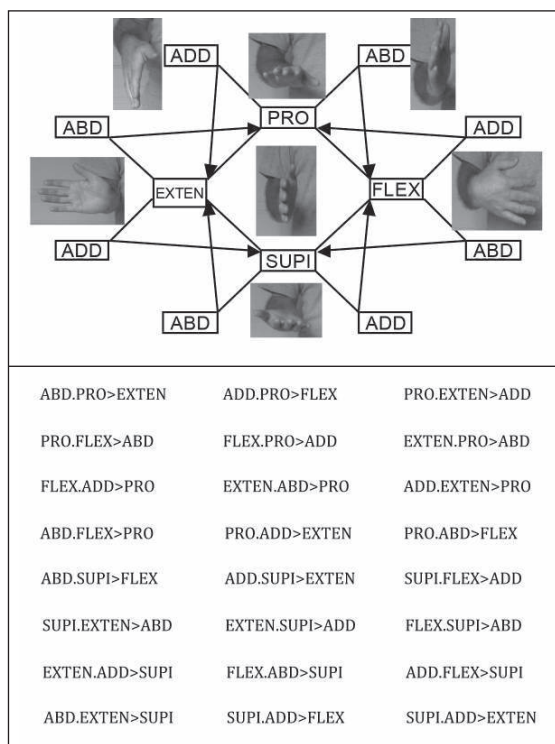 ADD ABD
PRO
ABD ADD
EXTEN FLEX
ADD ABD
SUPI
ABD ADD
ABD.PRO>EXTEN ADD.PRO>FLEX PRO.EXTEN>ADD
PRO.FLEX>ABD FLEX.PRO>ADD EXTEN.PRO>ABD
FLEX.ADD>PRO EXTEN.ABD>PRO ADD.EXTEN>PRO
ABD.FLEX>PRO PRO.ADD>EXTEN PRO.ABD>FLEX
ABD.SUPI>FLEX ADD.SUPI>EXTEN SUPI.FLEX>ADD
SUPI.EXTEN>ABD EXTEN.SUPI>ADD FLEX.SUPI>ABD
EXTEN.ADD>SUPI FLEX.ABD>SUPI ADD.FLEX>SUPI
ABD.EXTEN>SUPI SUPI.ADD>FLEX SUPI.ADD>EXTEN